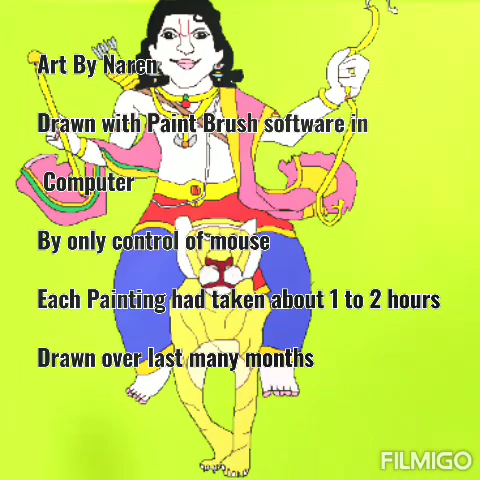 Art By Naren
Drawn with Paint Brush software in
Computer
By only control of mouse
Each Painting had taken about 1 to 2 hours
Drawn over last many months
FILMIGO